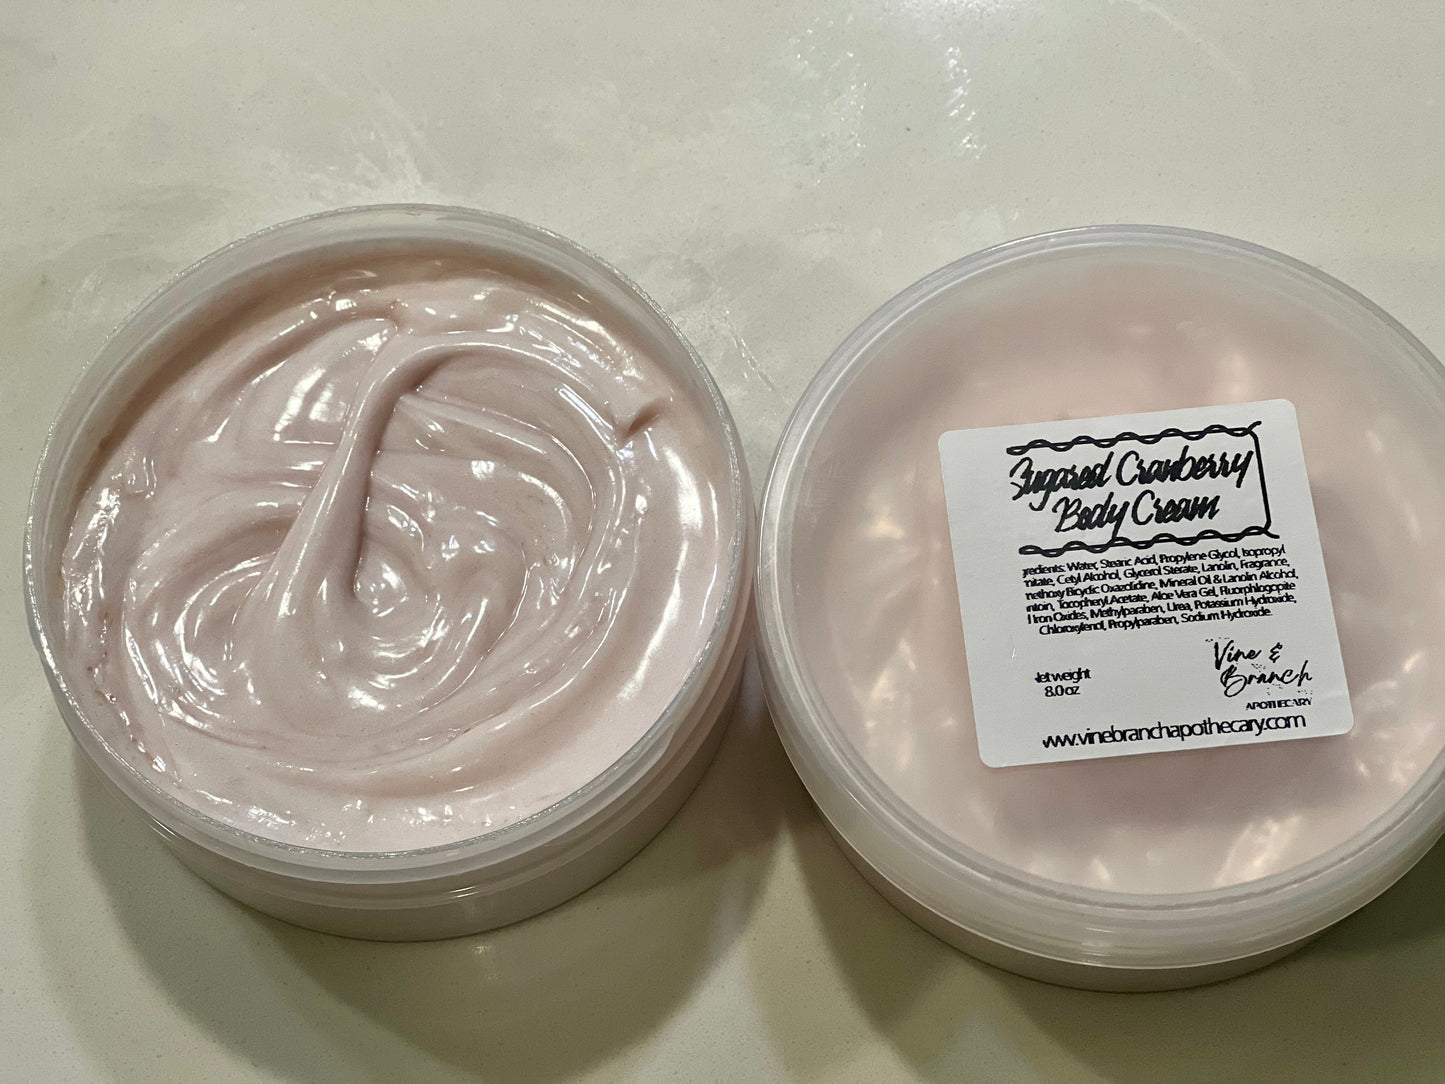 Sugared Cranberry
Body Cream
redients: Water, Stearic Acid, Propylene Glycol, Isopropyl
mitate, Cetyl Alcohol, Glycerol Sterate, Lanolin, Fragrance,
nethoxy Bicyclic Oxazolidine, Mineral Oil & Lanolin Alcohol,
ntoin, Tocopheryl Acetate, Aloe Vera Gel, Fluorphlogopite
Iron Oxides, Methylparaben, Urea, Potassium Hydroxide,
Chloroxylenol, Propylparaben, Sodium Hydroxide.
Net weight
8.0 oz
Vine &
Branch
APOTHECARY
www.vinebranchapothecary.com